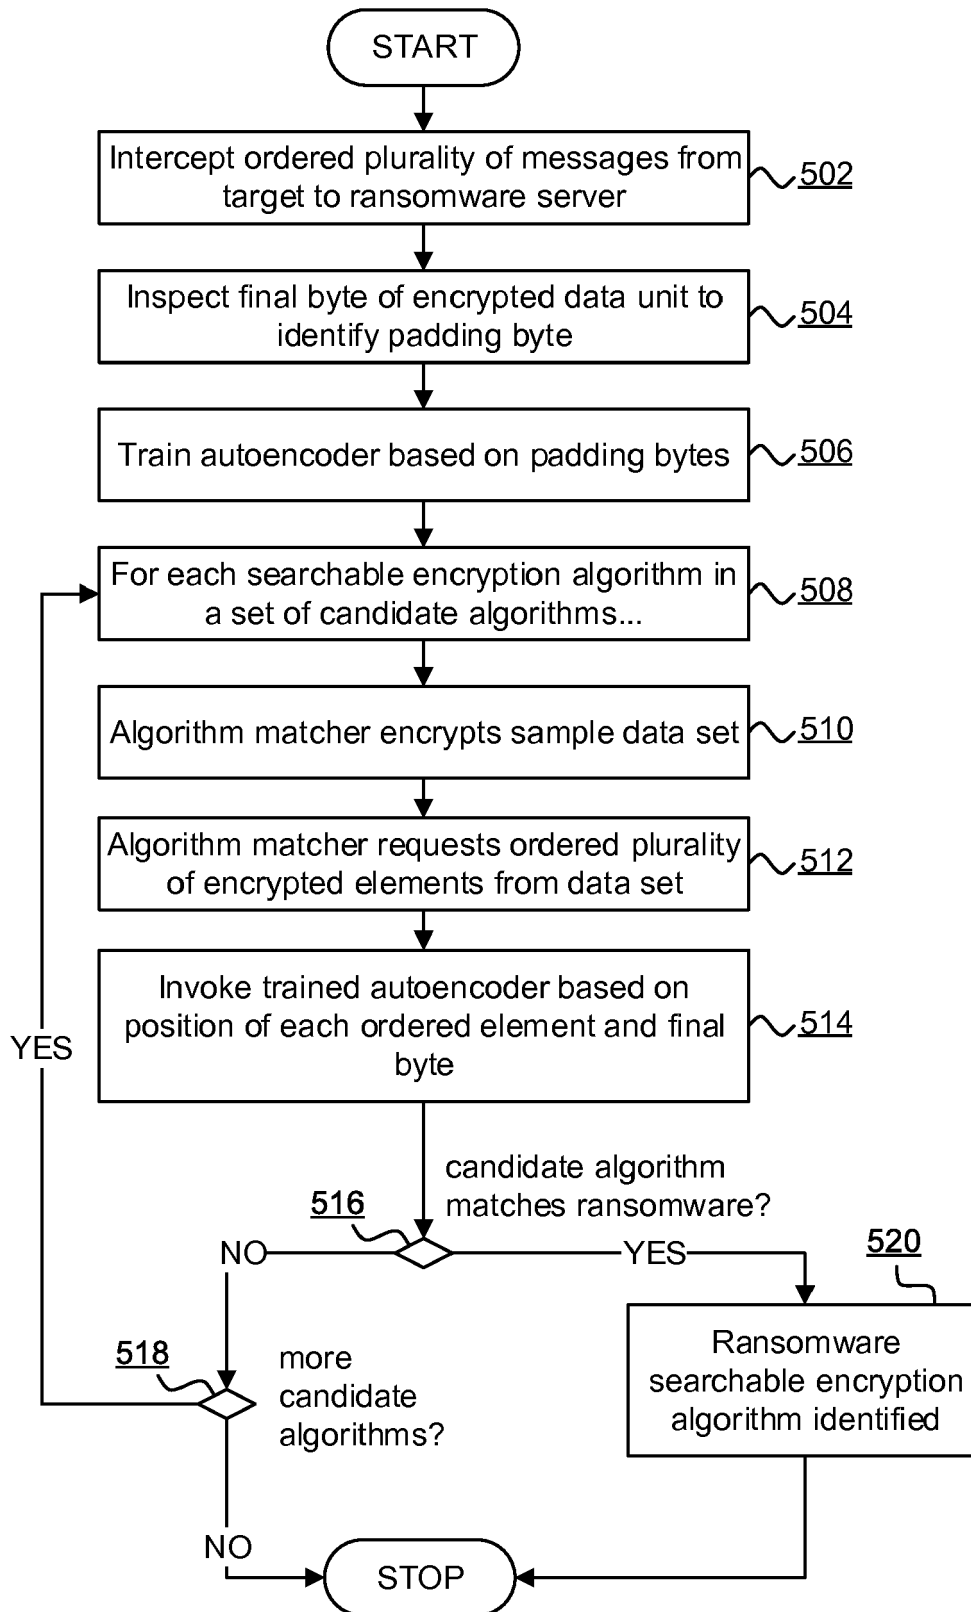 START
Intercept ordered plurality of messages from
target to ransomware server
502
Inspect final byte of encrypted data unit to
identify padding byte
504
Train autoencoder based on padding bytes
506
For each searchable encryption algorithm in
a set of candidate algorithms...
508
Algorithm matcher encrypts sample data set
510
Algorithm matcher requests ordered plurality
of encrypted elements from data set
512
Invoke trained autoencoder based on
position of each ordered element and final
byte
514
YES
candidate algorithm
matches ransomware?
516
NO
YES
520
Ransomware
searchable encryption
algorithm identified
518
more
candidate
algorithms?
NO
STOP